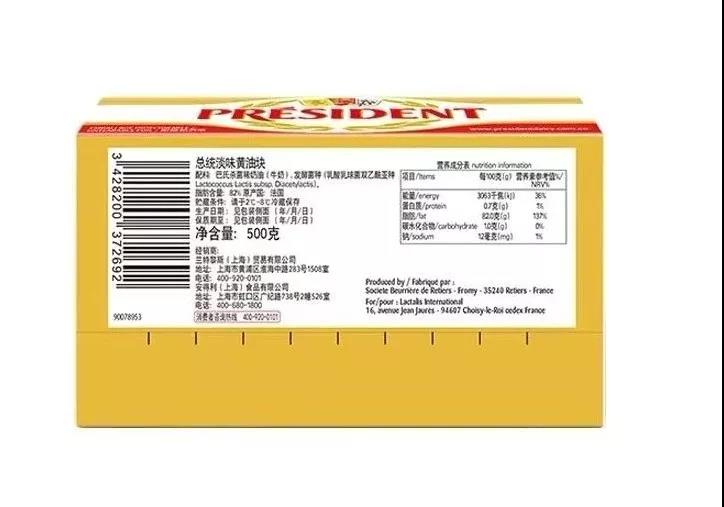 PRÉSIDENT
www.presidentdairy.com.cn
3 428200 372692
总统淡味黄油块
配料: 巴氏杀菌稀奶油 (牛奶), 发酵菌种 (乳酸乳球菌双乙酰亚种
Lactococcus Lactis subsp. Diacetylactis)。
脂肪含量: 82% 原产国: 法国
贮藏条件: 请于2℃-8℃冷藏保存
生产日期: 见包装侧面 (年/月/日)
保质期至: 见包装侧面 (年/月/日)
净含量: 500克
经销商:
兰特黎斯 (上海) 贸易有限公司
地址: 上海市黄浦区淮海中路283号1508室
电话: 400-920-0101
安得利 (上海) 食品有限公司
地址: 上海市虹口区广纪路738号2幢526室
电话: 400-680-1800
消费者咨询热线 400-920-0101
90078953
营养成分表 nutrition information
项目/Items 每100克(g) 营养素参考值%/NRV%
能量/energy 3063千焦(kJ) 36%
蛋白质/protein 0.7克(g) 1%
脂肪/fat 82.0克(g) 137%
碳水化合物/carbohydrate 1.0克(g) 0%
钠/sodium 12毫克(mg) 1%
Produced by / Fabriqué par :
Societe Beurrière de Retiers - Fromy - 35240 Retiers - France
For/pour : Lactalis International
16, avenue Jean Jaures - 94607 Choisy-le-Roi cedex France